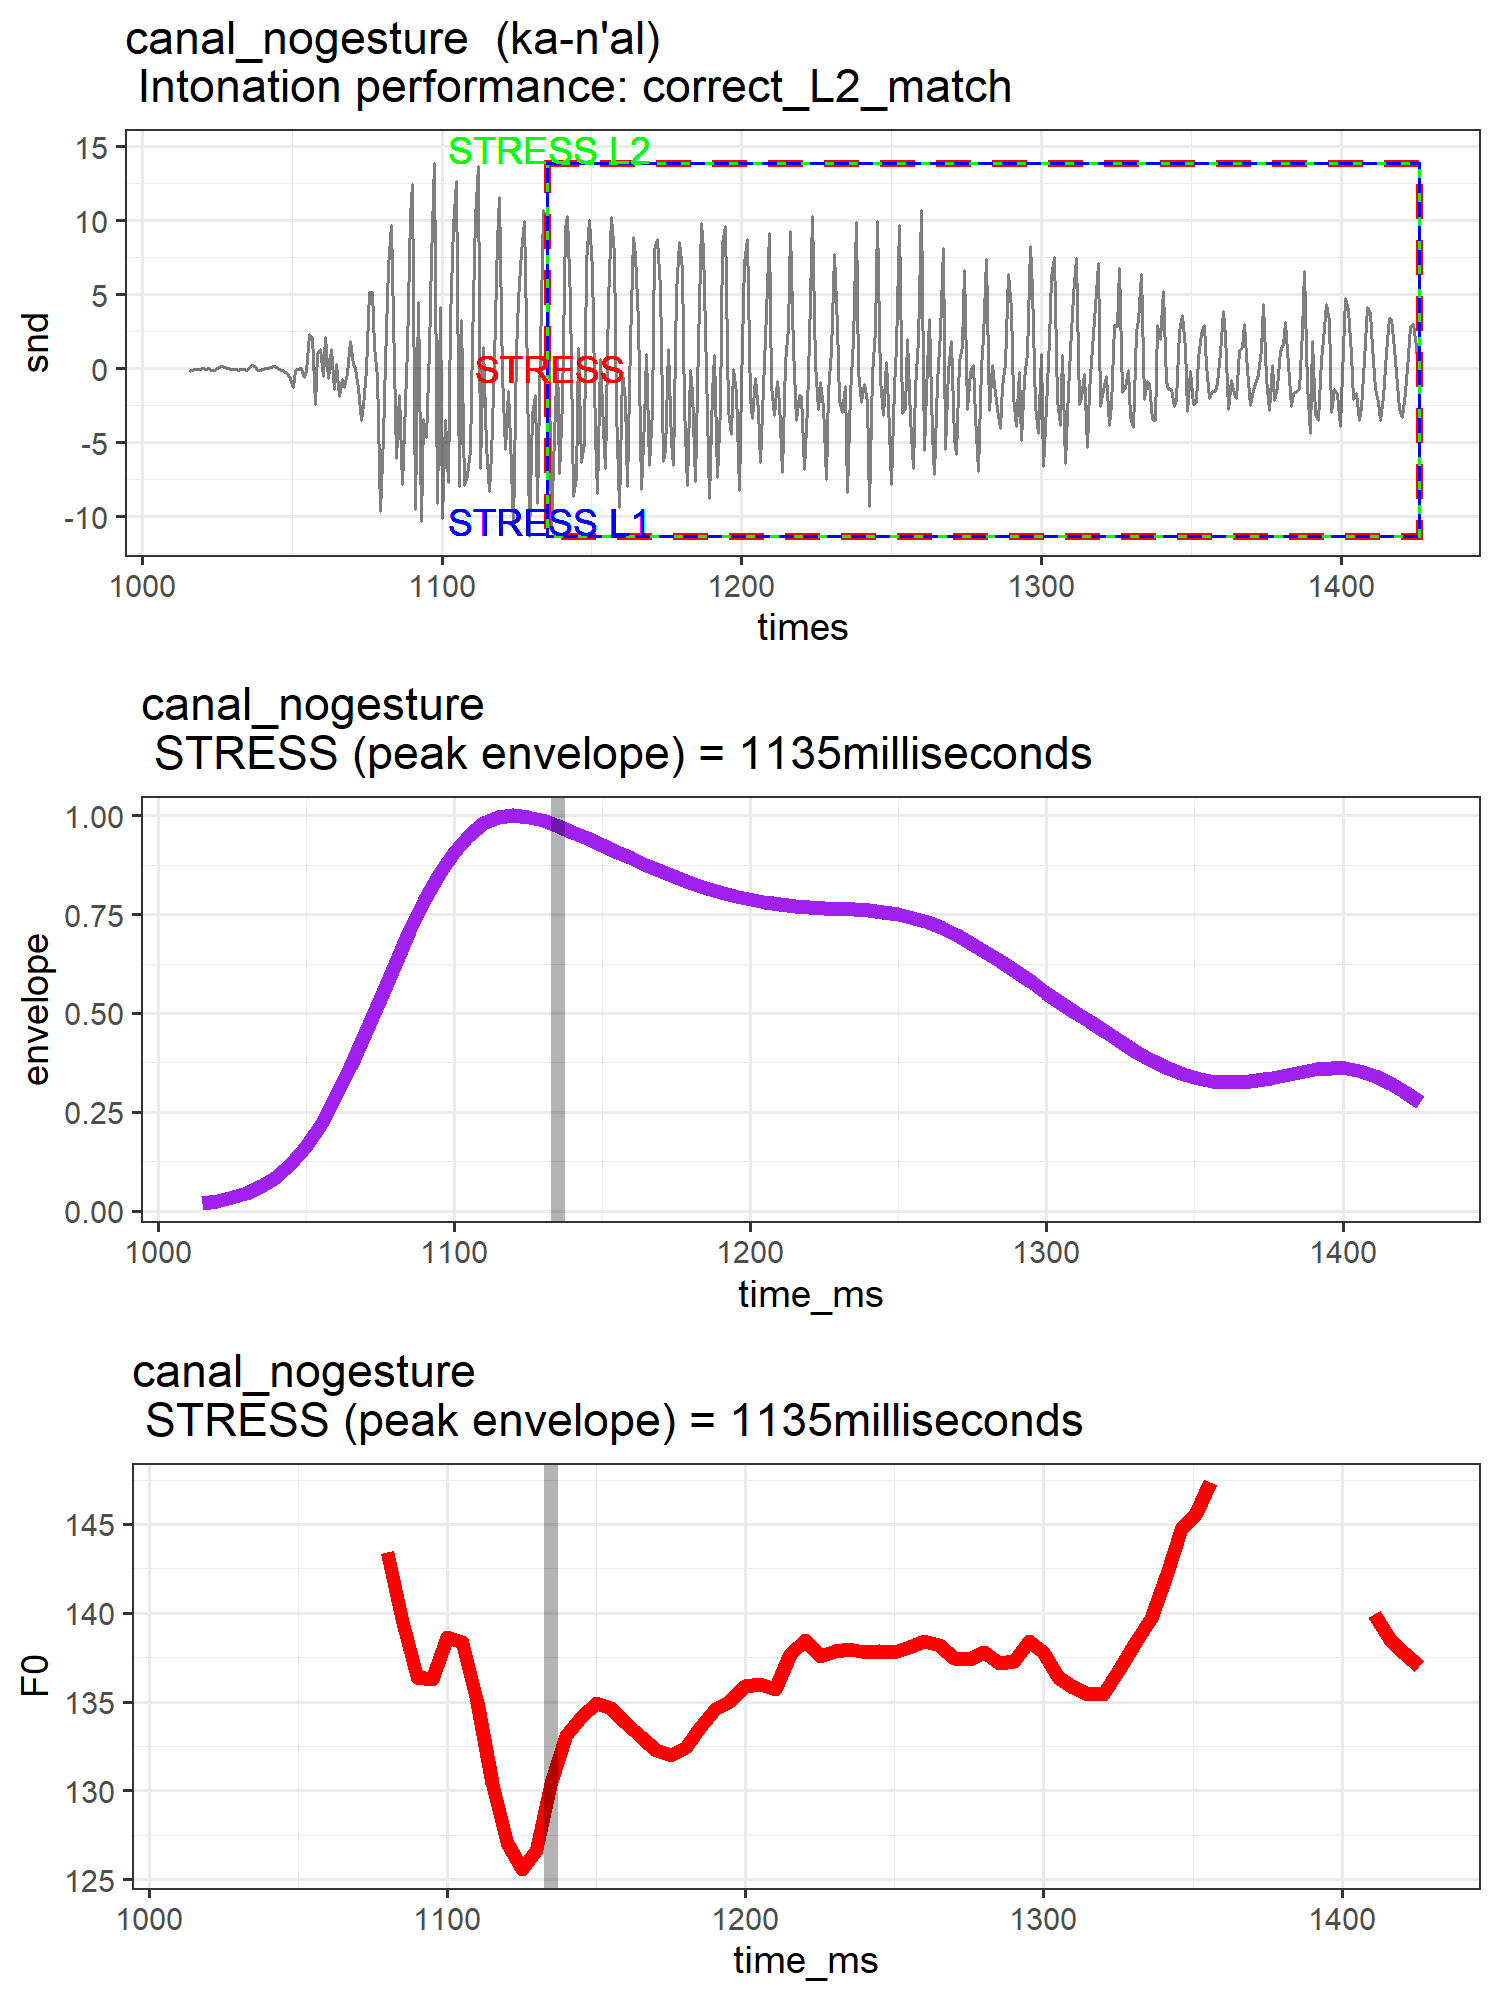 canal_nogesture  (ka-n'al)
Intonation performance: correct_L2_match
15
10
5
0
-5
-10
snd
STRESS L2
STRESS
STRESS L1
1000
1100
1200
1300
1400
times
canal_nogesture
STRESS (peak envelope) = 1135milliseconds
1.00
0.75
0.50
0.25
0.00
envelope
1000
1100
1200
1300
1400
time_ms
canal_nogesture
STRESS (peak envelope) = 1135milliseconds
145
140
135
130
125
F0
1000
1100
1200
1300
1400
time_ms